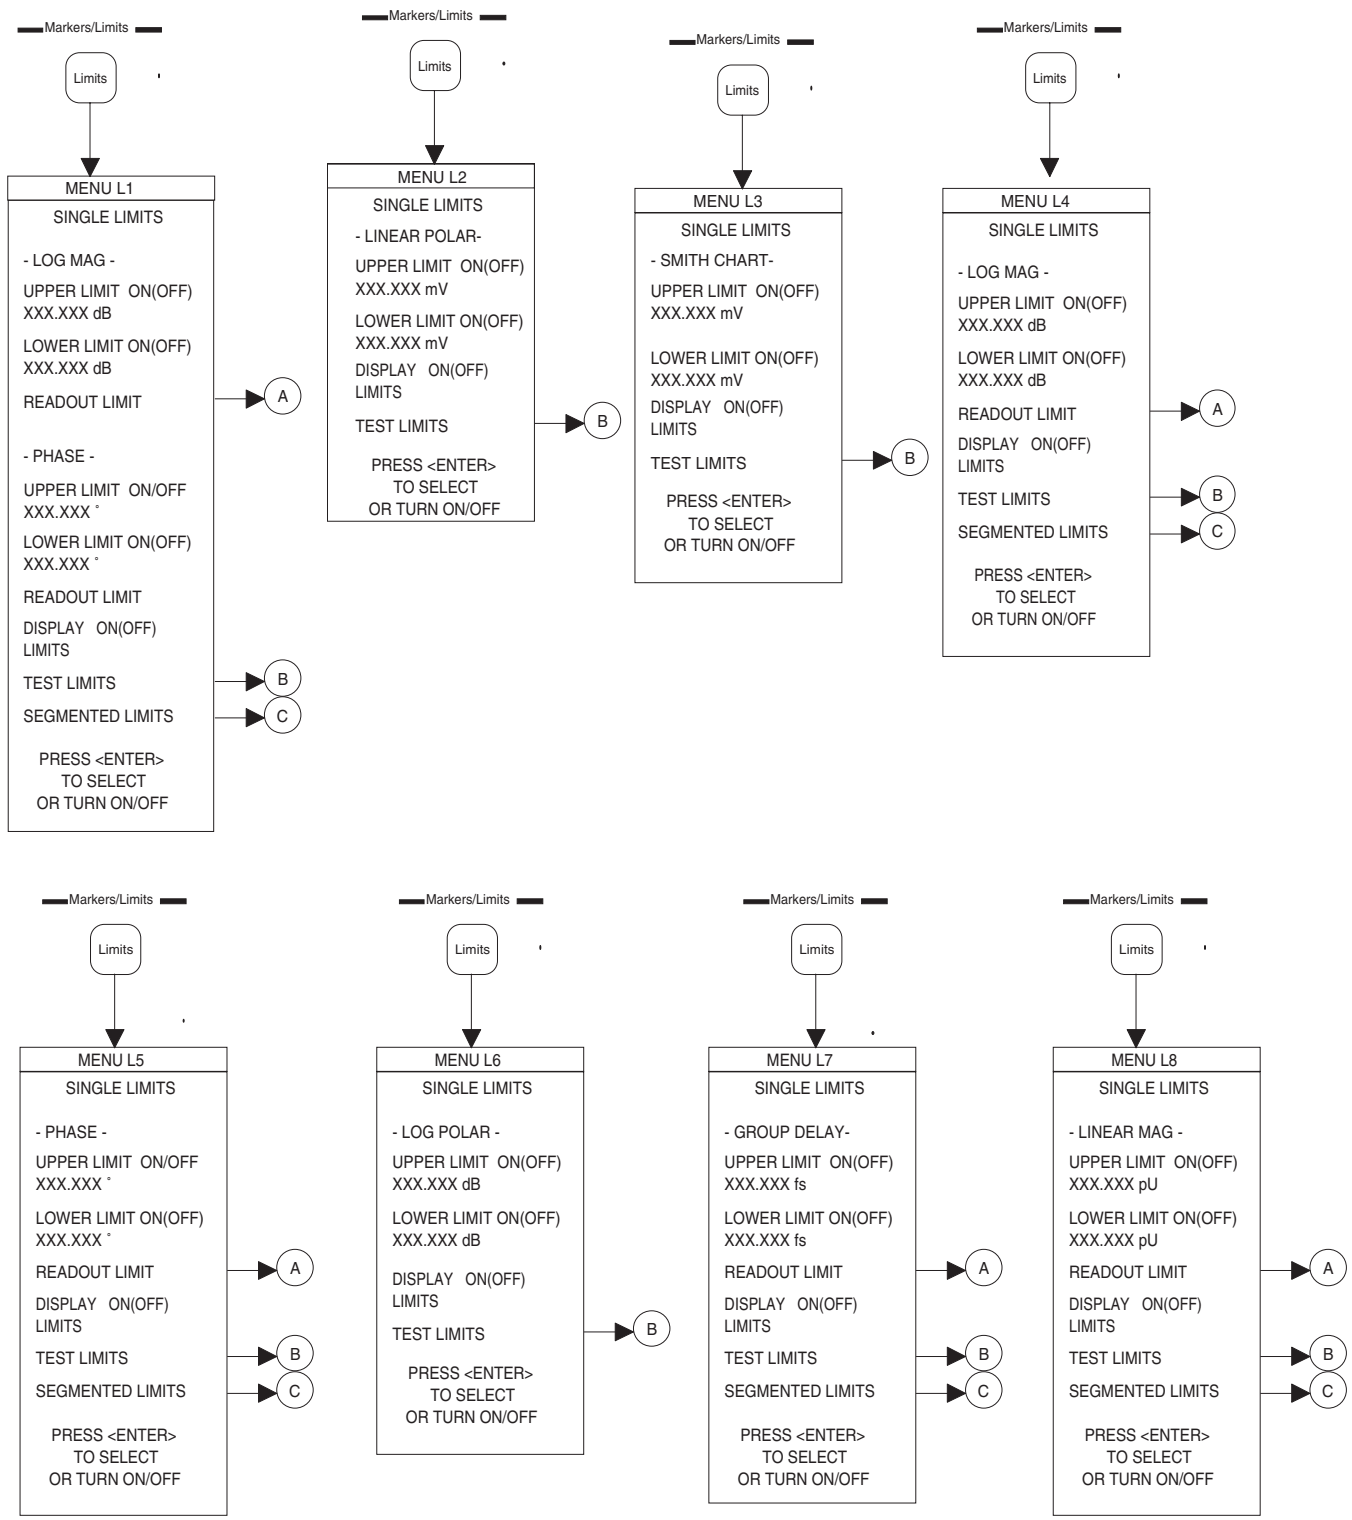 Markers/Limits
Limits
MENU L1
SINGLE LIMITS
- LOG MAG -
UPPER LIMIT ON(OFF)
XXX.XXX dB
LOWER LIMIT ON(OFF)
XXX.XXX dB
READOUT LIMIT
A
- PHASE -
UPPER LIMIT ON/OFF
XXX.XXX °
LOWER LIMIT ON(OFF)
XXX.XXX °
READOUT LIMIT
DISPLAY ON(OFF)
LIMITS
TEST LIMITS
B
SEGMENTED LIMITS
C
PRESS <ENTER>
TO SELECT
OR TURN ON/OFF
Markers/Limits
Limits
MENU L2
SINGLE LIMITS
- LINEAR POLAR-
UPPER LIMIT ON(OFF)
XXX.XXX mV
LOWER LIMIT ON(OFF)
XXX.XXX mV
DISPLAY ON(OFF)
LIMITS
TEST LIMITS
B
PRESS <ENTER>
TO SELECT
OR TURN ON/OFF
Markers/Limits
Limits
MENU L3
SINGLE LIMITS
- SMITH CHART-
UPPER LIMIT ON(OFF)
XXX.XXX mV
LOWER LIMIT ON(OFF)
XXX.XXX mV
DISPLAY ON(OFF)
LIMITS
TEST LIMITS
B
PRESS <ENTER>
TO SELECT
OR TURN ON/OFF
Markers/Limits
Limits
MENU L4
SINGLE LIMITS
- LOG MAG -
UPPER LIMIT ON(OFF)
XXX.XXX dB
LOWER LIMIT ON(OFF)
XXX.XXX dB
READOUT LIMIT
A
DISPLAY ON(OFF)
LIMITS
TEST LIMITS
B
SEGMENTED LIMITS
C
PRESS <ENTER>
TO SELECT
OR TURN ON/OFF
Markers/Limits
Limits
MENU L5
SINGLE LIMITS
- PHASE -
UPPER LIMIT ON/OFF
XXX.XXX °
LOWER LIMIT ON(OFF)
XXX.XXX °
READOUT LIMIT
A
DISPLAY ON(OFF)
LIMITS
TEST LIMITS
B
SEGMENTED LIMITS
C
PRESS <ENTER>
TO SELECT
OR TURN ON/OFF
Markers/Limits
Limits
MENU L6
SINGLE LIMITS
- LOG POLAR -
UPPER LIMIT ON(OFF)
XXX.XXX dB
LOWER LIMIT ON(OFF)
XXX.XXX dB
DISPLAY ON(OFF)
LIMITS
TEST LIMITS
B
PRESS <ENTER>
TO SELECT
OR TURN ON/OFF
Markers/Limits
Limits
MENU L7
SINGLE LIMITS
- GROUP DELAY-
UPPER LIMIT ON(OFF)
XXX.XXX fs
LOWER LIMIT ON(OFF)
XXX.XXX fs
READOUT LIMIT
A
DISPLAY ON(OFF)
LIMITS
TEST LIMITS
B
SEGMENTED LIMITS
C
PRESS <ENTER>
TO SELECT
OR TURN ON/OFF
Markers/Limits
Limits
MENU L8
SINGLE LIMITS
- LINEAR MAG -
UPPER LIMIT ON(OFF)
XXX.XXX pU
LOWER LIMIT ON(OFF)
XXX.XXX pU
READOUT LIMIT
A
DISPLAY ON(OFF)
LIMITS
TEST LIMITS
B
SEGMENTED LIMITS
C
PRESS <ENTER>
TO SELECT
OR TURN ON/OFF